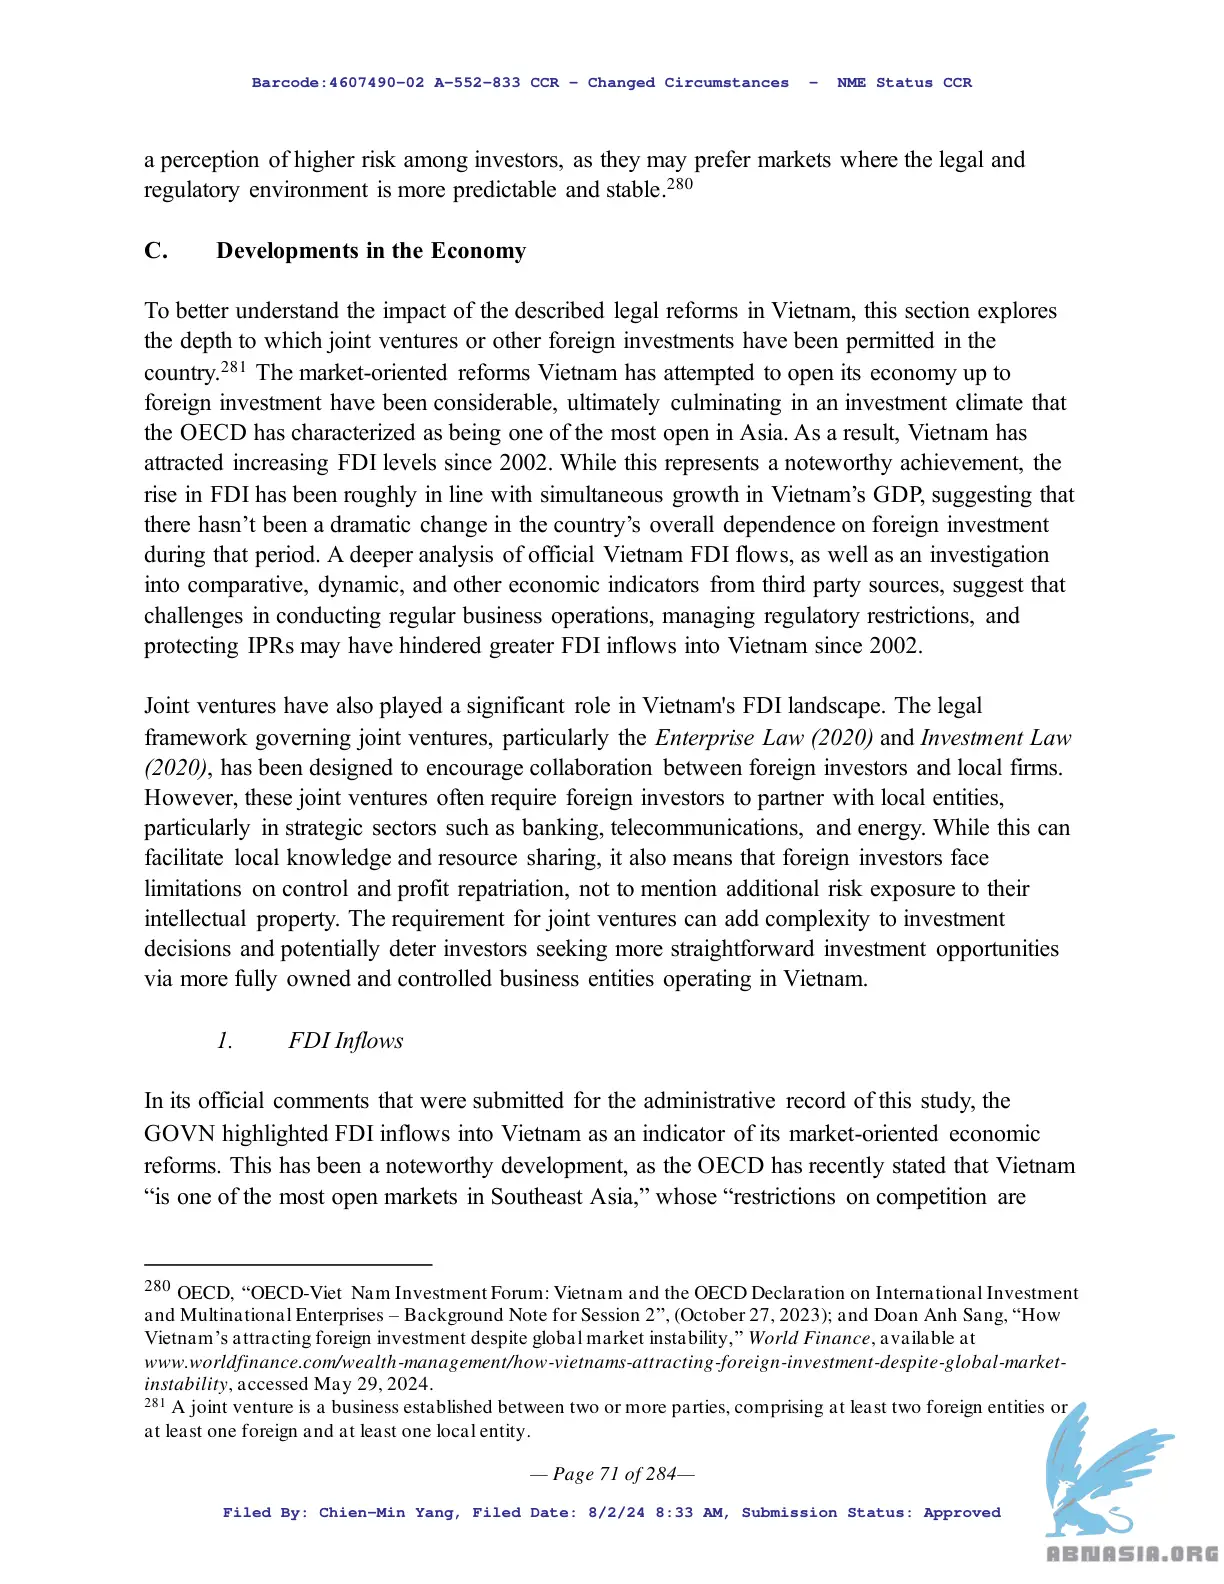 Barcode:4607490-02 A-552-833 CCR - Changed Circumstances - NME Status CCR
a perception of higher risk among investors, as they may prefer markets where the legal and
regulatory environment is more predictable and stable.280
C. Developments in the Economy
To better understand the impact of the described legal reforms in Vietnam, this section explores
the depth to which joint ventures or other foreign investments have been permitted in the
country.281 The market-oriented reforms Vietnam has attempted to open its economy up to
foreign investment have been considerable, ultimately culminating in an investment climate that
the OECD has characterized as being one of the most open in Asia. As a result, Vietnam has
attracted increasing FDI levels since 2002. While this represents a noteworthy achievement, the
rise in FDI has been roughly in line with simultaneous growth in Vietnam’s GDP, suggesting that
there hasn’t been a dramatic change in the country’s overall dependence on foreign investment
during that period. A deeper analysis of official Vietnam FDI flows, as well as an investigation
into comparative, dynamic, and other economic indicators from third party sources, suggest that
challenges in conducting regular business operations, managing regulatory restrictions, and
protecting IPRs may have hindered greater FDI inflows into Vietnam since 2002.
Joint ventures have also played a significant role in Vietnam's FDI landscape. The legal
framework governing joint ventures, particularly the Enterprise Law (2020) and Investment Law
(2020), has been designed to encourage collaboration between foreign investors and local firms.
However, these joint ventures often require foreign investors to partner with local entities,
particularly in strategic sectors such as banking, telecommunications, and energy. While this can
facilitate local knowledge and resource sharing, it also means that foreign investors face
limitations on control and profit repatriation, not to mention additional risk exposure to their
intellectual property. The requirement for joint ventures can add complexity to investment
decisions and potentially deter investors seeking more straightforward investment opportunities
via more fully owned and controlled business entities operating in Vietnam.
1. FDI Inflows
In its official comments that were submitted for the administrative record of this study, the
GOVN highlighted FDI inflows into Vietnam as an indicator of its market-oriented economic
reforms. This has been a noteworthy development, as the OECD has recently stated that Vietnam
“is one of the most open markets in Southeast Asia,” whose “restrictions on competition are
280 OECD, “OECD-Viet Nam Investment Forum: Vietnam and the OECD Declaration on International Investment
and Multinational Enterprises – Background Note for Session 2”, (October 27, 2023); and Doan Anh Sang, “How
Vietnam’s attracting foreign investment despite global market instability,” World Finance, available at
www.worldfinance.com/wealth-management/how-vietnams-attracting-foreign-investment-despite-global-market-
instability, accessed May 29, 2024.
281 A joint venture is a business established between two or more parties, comprising at least two foreign entities or
at least one foreign and at least one local entity.
— Page 71 of 284—
Filed By: Chien-Min Yang, Filed Date: 8/2/24 8:33 AM, Submission Status: Approved
ABNASIA.ORG